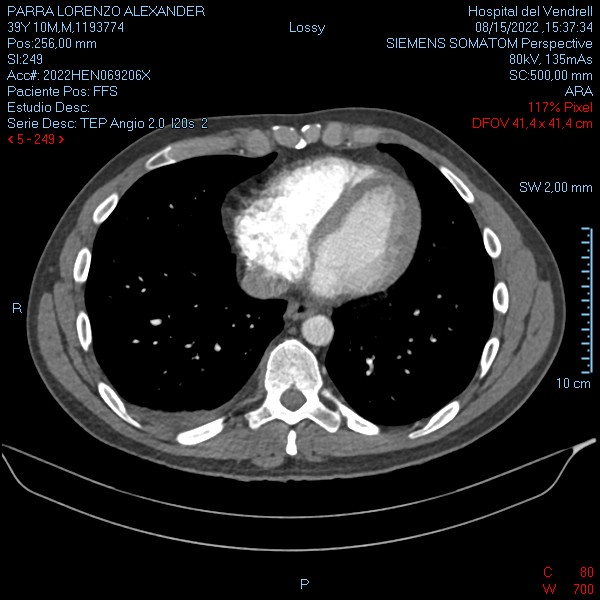 PARRA LORENZO ALEXANDER
39Y 10M,M,1193774
Pos:256,00 mm
SI:249
Acc#: 2022HEN069206X
Paciente Pos: FFS
Estudio Desc:
Serie Desc: TEP Angio 2.0 I20s 2
< 5 - 249 >
Lossy
Hospital del Vendrell
08/15/2022 ,15:37:34
SIEMENS SOMATOM Perspective
80kV, 135mAs
SC:500,00 mm
ARA
117% Pixel
DFOV 41,4 x 41,4 cm
SW 2,00 mm
R
10 cm
P
C 80
W 700